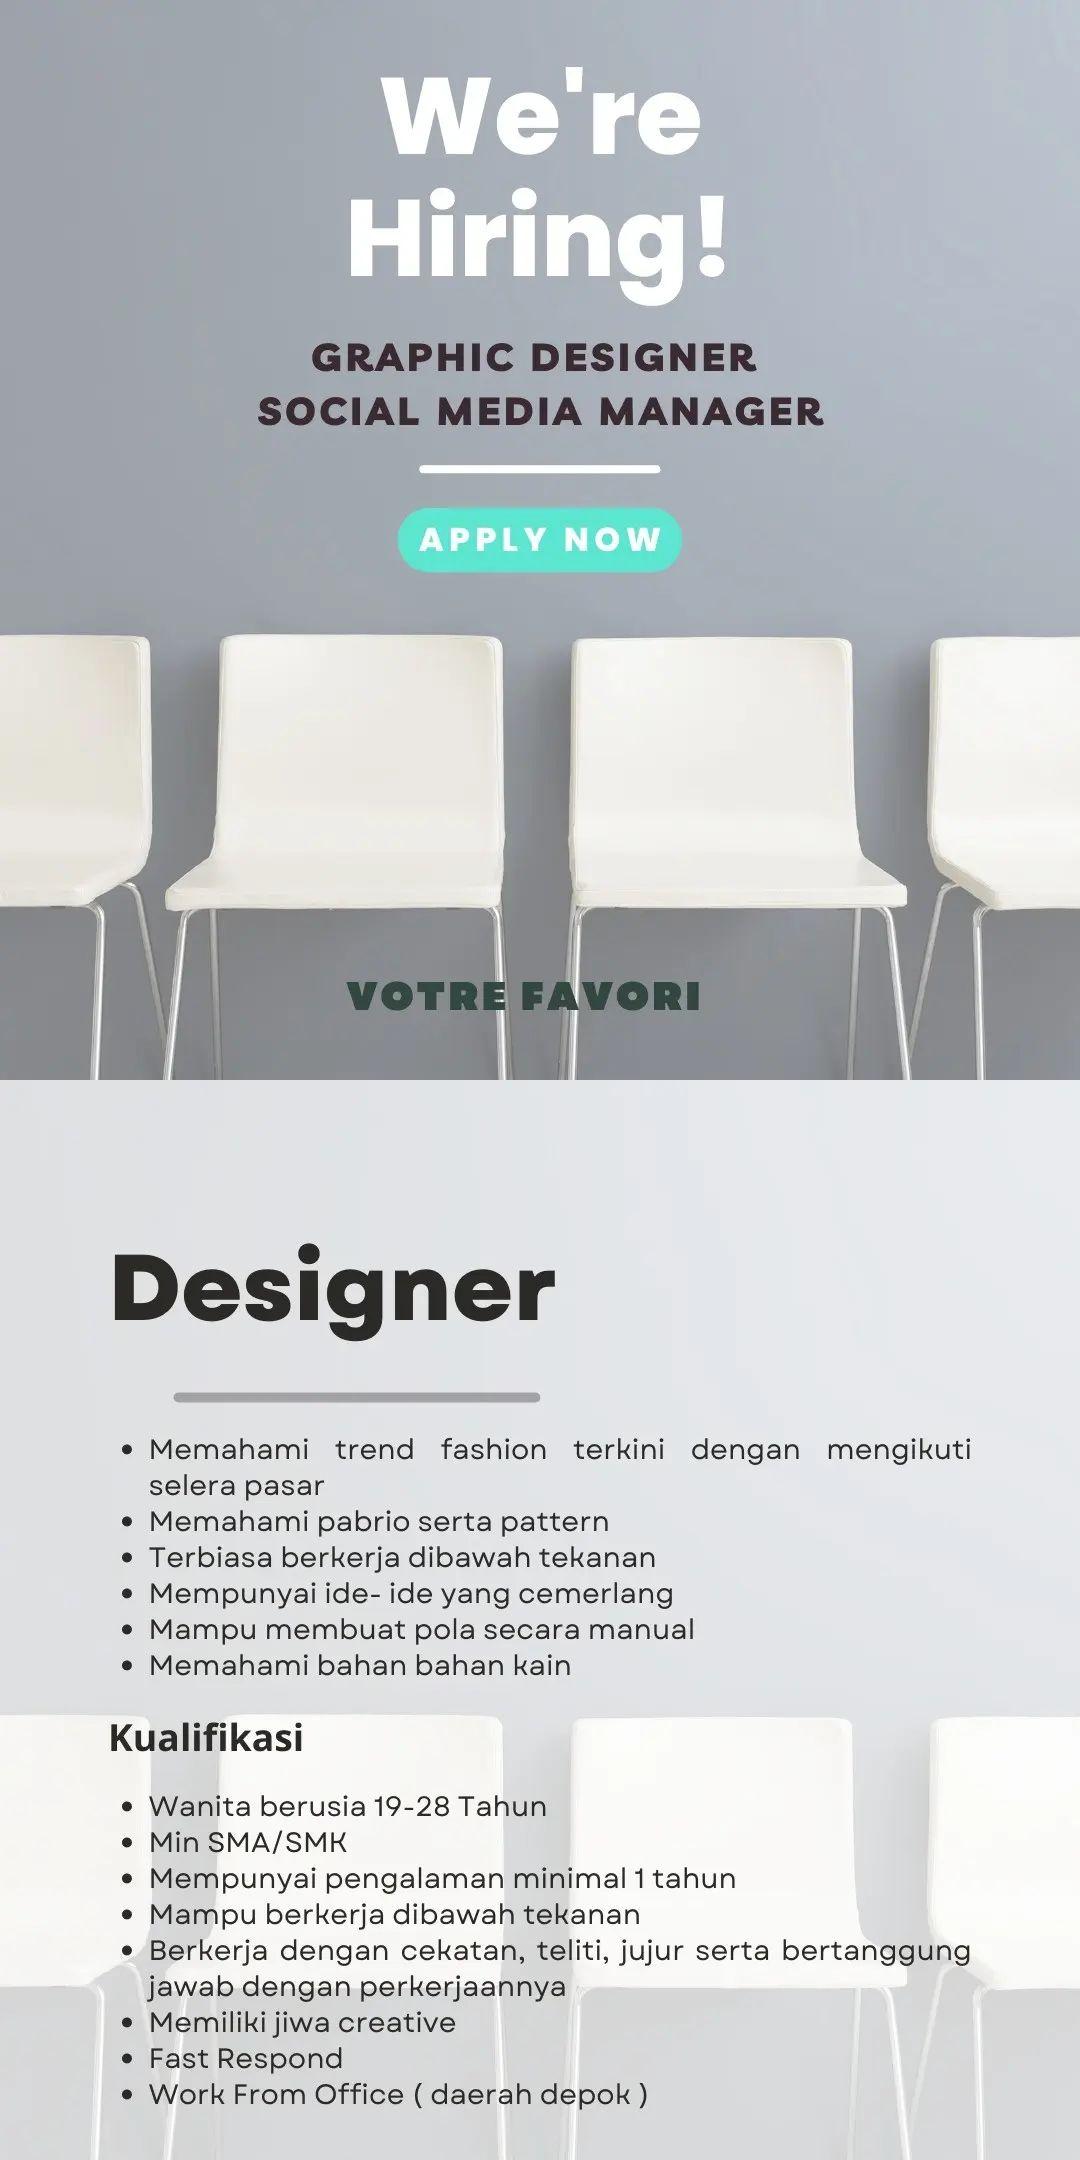 We're
Hiring!
GRAPHIC DESIGNER
SOCIAL MEDIA MANAGER
APPLY NOW
VOTRE FAVORI
Designer
• Memahami trend fashion terkini dengan mengikuti
selera pasar
• Memahami pabrio serta pattern
• Terbiasa berkerja dibawah tekanan
• Mempunyai ide- ide yang cemerlang
• Mampu membuat pola secara manual
• Memahami bahan bahan kain
Kualifikasi
• Wanita berusia 19-28 Tahun
• Min SMA/SMK
• Mempunyai pengalaman minimal 1 tahun
• Mampu berkerja dibawah tekanan
• Berkerja dengan cekatan, teliti, jujur serta bertanggung
jawab dengan perkerjaannya
• Memiliki jiwa creative
• Fast Respond
• Work From Office ( daerah depok )